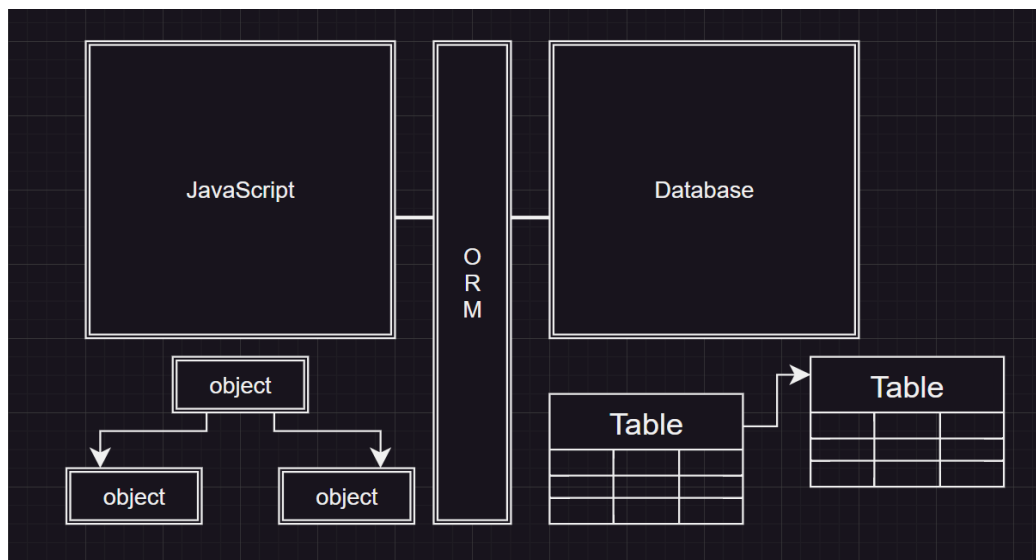 JavaScript
O
R
M
Database
object
object
object
Table
Table